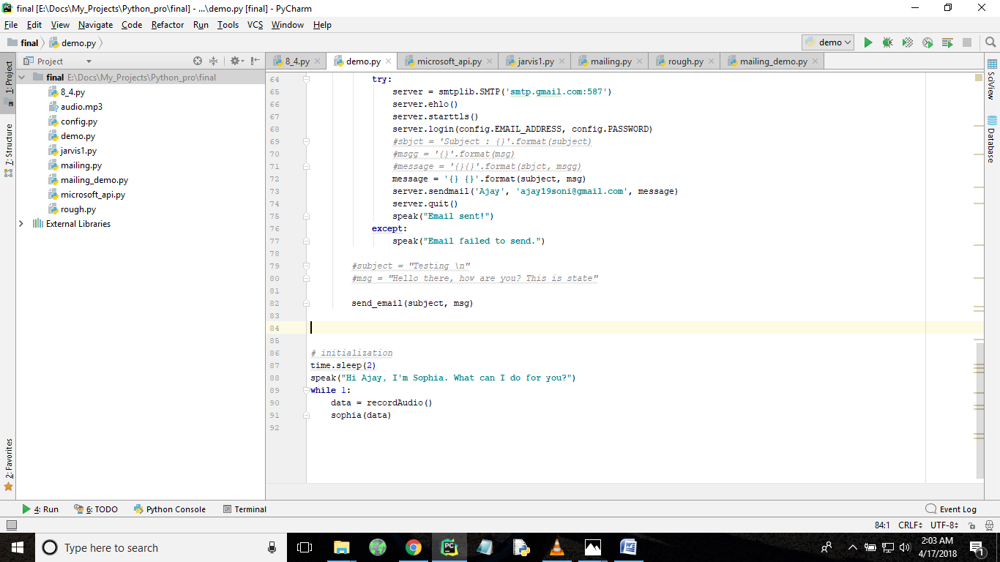 final [E:\Docs\My_Projects\Python_pro\final] - ...\demo.py [final] - PyCharm
File Edit View Navigate Code Refactor Run Tools VCS Window Help
final demo.py demo
Project 8_4.py demo.py microsoft_api.py jarvis1.py mailing.py rough.py mailing_demo.py
1: Project
7: Structure
2: Favorites
final E:\Docs\My_Projects\Python_pro\final
8_4.py
audio.mp3
config.py
demo.py
jarvis1.py
mailing.py
mailing_demo.py
microsoft_api.py
rough.py
External Libraries
64 try:
65 server = smtplib.SMTP('smtp.gmail.com:587')
66 server.ehlo()
67 server.starttls()
68 server.login(config.EMAIL_ADDRESS, config.PASSWORD)
69 #sbjct = 'Subject : {}'.format(subject)
70 #msgg = '{}'.format(msg)
71 #message = '{}{}'.format(sbjct, msgg)
72 message = '{} {}'.format(subject, msg)
73 server.sendmail('Ajay', 'ajay19soni@gmail.com', message)
74 server.quit()
75 speak("Email sent!")
76 except:
77 speak("Email failed to send.")
78
79 #subject = "Testing \n"
80 #msg = "Hello there, how are you? This is state"
81
82 send_email(subject, msg)
83
84
85
86 # initialization
87 time.sleep(2)
88 speak("Hi Ajay, I'm Sophia. What can I do for you?")
89 while 1:
90 data = recordAudio()
91 sophia(data)
92
SciView
Database
4: Run 6: TODO Python Console Terminal Event Log
84:1 CRLF UTF-8
Type here to search
2:03 AM
4/17/2018
1